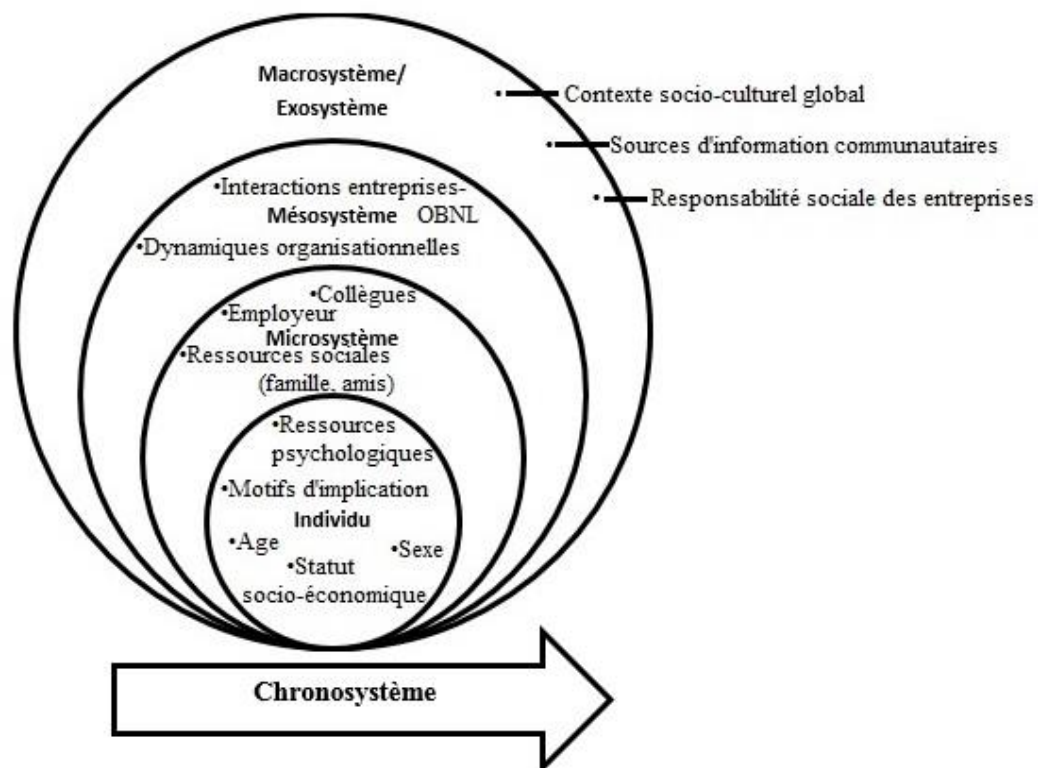 Macrosystème/
Exosystème
• Contexte socio-culturel global
• Sources d'information communautaires
• Responsabilité sociale des entreprises
•Interactions entreprises-
Mésosystème OBNL
•Dynamiques organisationnelles
•Collègues
•Employeur
Microsystème
•Ressources sociales
(famille, amis)
•Ressources
psychologiques
•Motifs d'implication
Individu
•Age
•Sexe
•Statut
socio-économique
Chronosystème